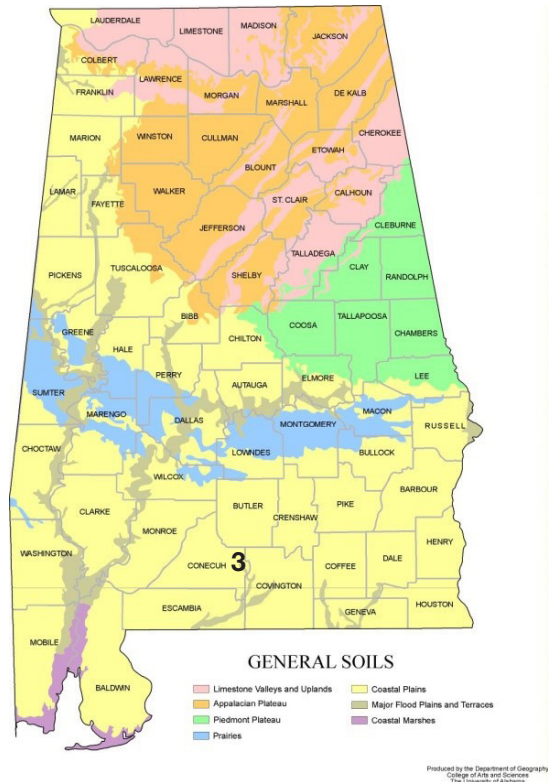 LAUDERDALE
LIMESTONE
MADISON
JACKSON
COLBERT
LAWRENCE
FRANKLIN
MORGAN
MARSHALL
DE KALB
MARION
WINSTON
CULLMAN
CHEROKEE
ETOWAH
BLOUNT
LAMAR
FAYETTE
WALKER
ST. CLAIR
CALHOUN
JEFFERSON
CLEBURNE
PICKENS
TUSCALOOSA
TALLADEGA
CLAY
RANDOLPH
SHELBY
BIBB
GREENE
HALE
CHILTON
COOSA
TALLAPOOSA
CHAMBERS
PERRY
AUTAUGA
ELMORE
LEE
SUMTER
MARENGO
DALLAS
MONTGOMERY
MACON
RUSSELL
CHOCTAW
LOWNDES
BULLOCK
WILCOX
CLARKE
BUTLER
CRENSHAW
PIKE
BARBOUR
MONROE
WASHINGTON
CONECUH
3
COVINGTON
COFFEE
DALE
HENRY
ESCAMBIA
GENEVA
HOUSTON
MOBILE
BALDWIN
GENERAL SOILS
Limestone Valleys and Uplands
Appalacian Plateau
Piedmont Plateau
Prairies
Coastal Plains
Major Flood Plains and Terraces
Coastal Marshes
Produced by the Department of Geography
College of Arts and Sciences
The University of Alabama